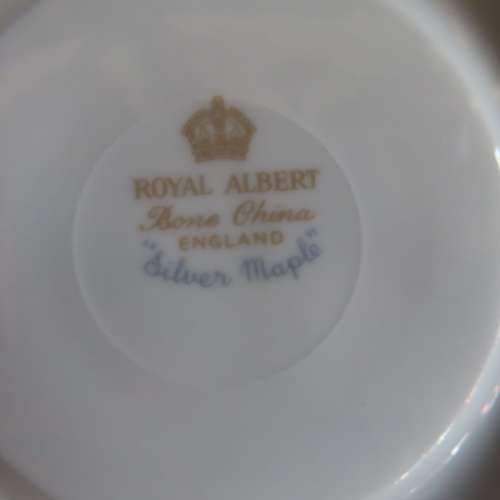 ROYAL ALBERT
Bone China
ENGLAND
"Silver Maple"